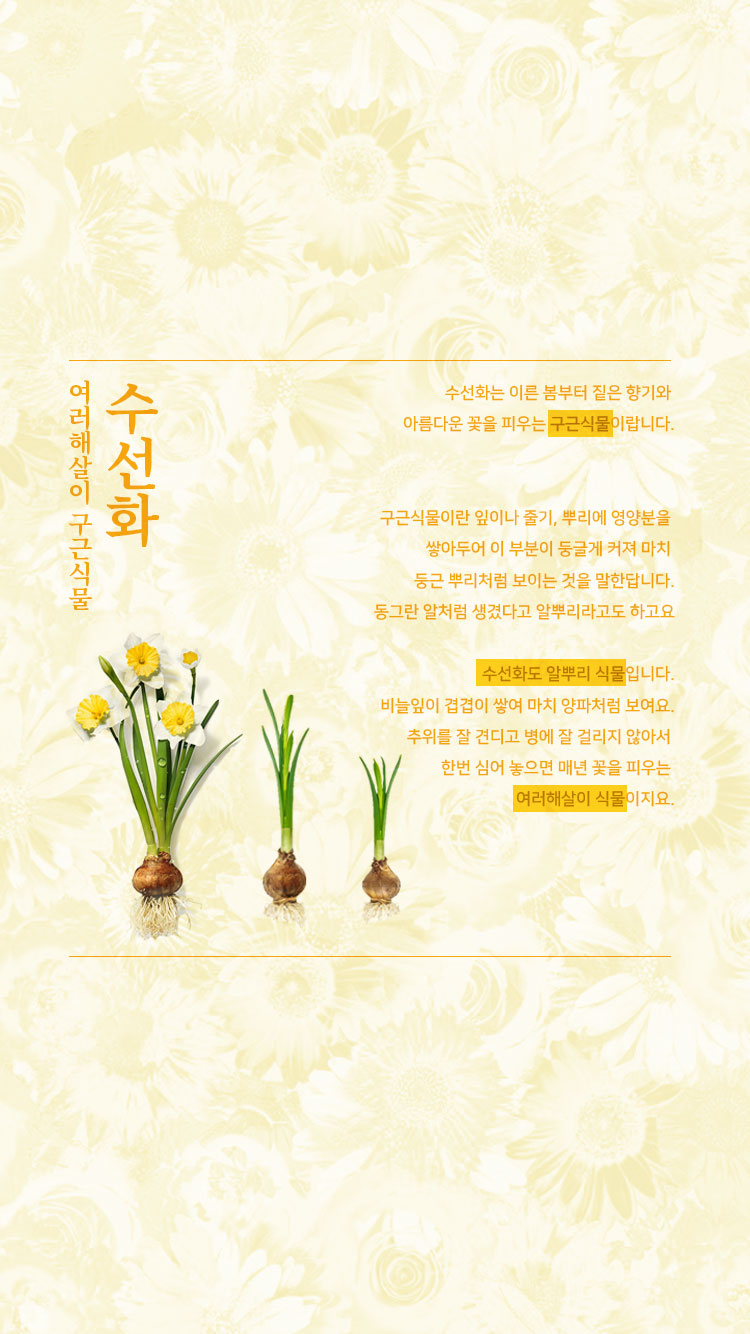 수선화
여러해살이 구근식물
수선화는 이른 봄부터 짙은 향기와
아름다운 꽃을 피우는 구근식물이랍니다.
구근식물이란 잎이나 줄기, 뿌리에 영양분을
쌓아두어 이 부분이 둥글게 커져 마치
둥근 뿌리처럼 보이는 것을 말한답니다.
동그란 알처럼 생겼다고 알뿌리라고도 하고요
수선화도 알뿌리 식물입니다.
비늘잎이 겹겹이 쌓여 마치 양파처럼 보여요.
추위를 잘 견디고 병에 잘 걸리지 않아서
한번 심어 놓으면 매년 꽃을 피우는
여러해살이 식물이지요.